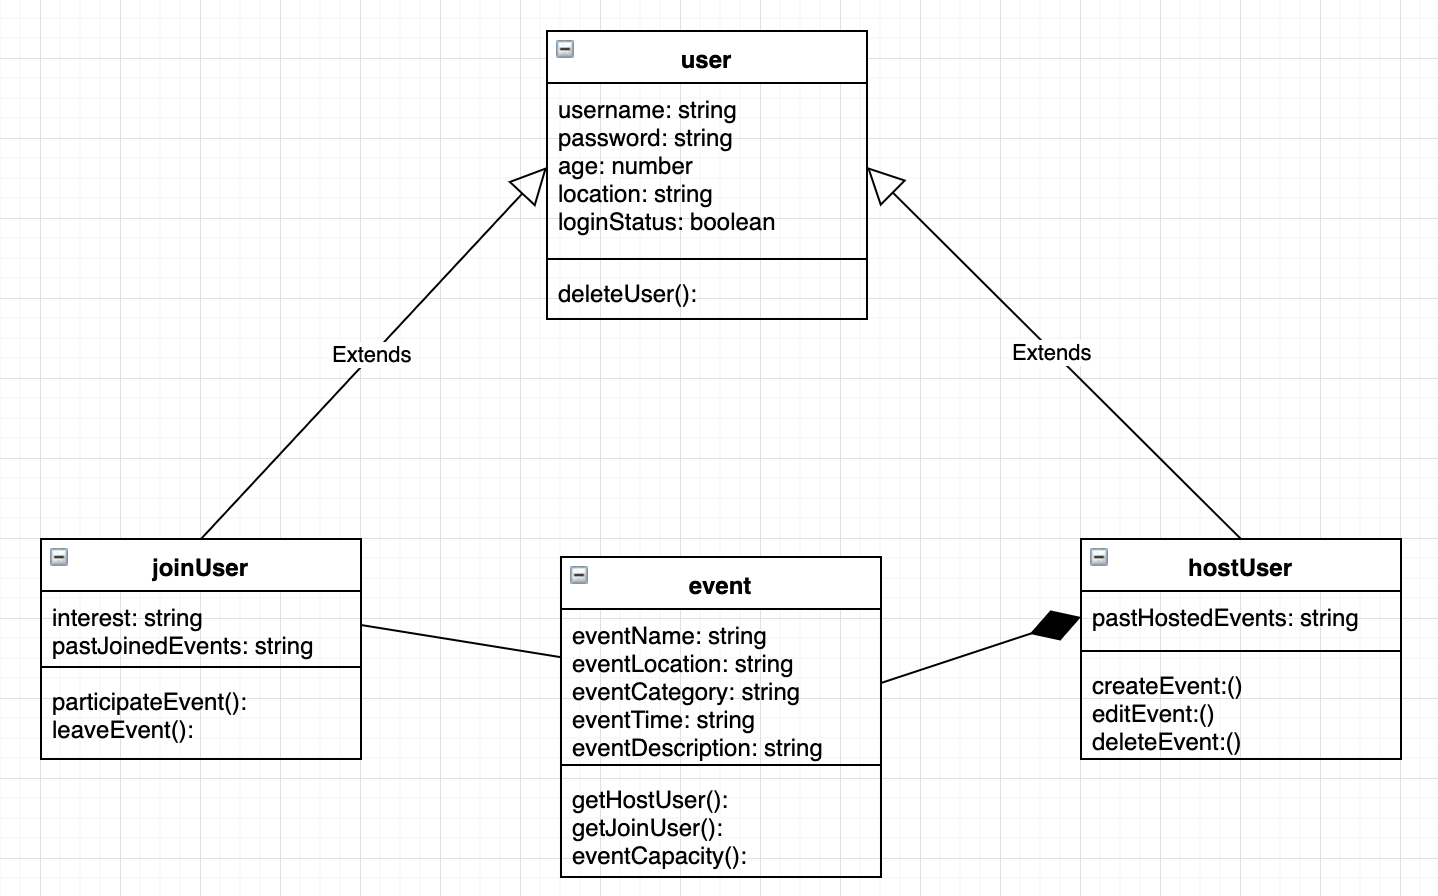 user
username: string
password: string
age: number
location: string
loginStatus: boolean
deleteUser():
Extends
Extends
joinUser
interest: string
pastJoinedEvents: string
participateEvent():
leaveEvent():
event
eventName: string
eventLocation: string
eventCategory: string
eventTime: string
eventDescription: string
getHostUser():
getJoinUser():
eventCapacity():
hostUser
pastHostedEvents: string
createEvent:()
editEvent:()
deleteEvent:()